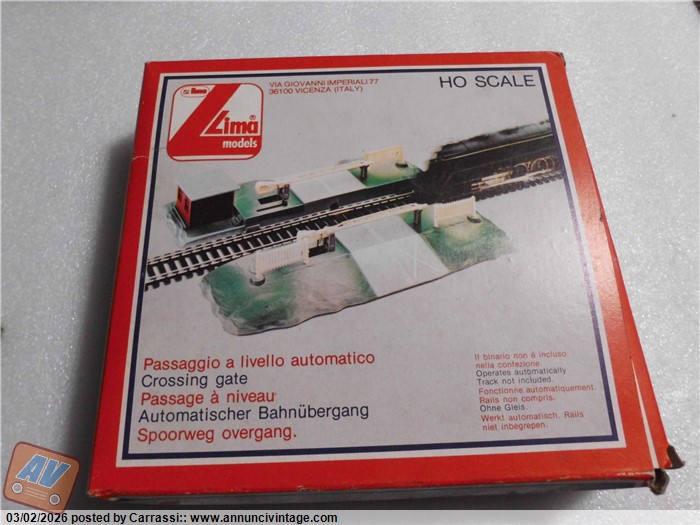 VIA GIOVANNI IMPERIALI 77
36100 VICENZA (ITALY)
HO SCALE
Lima®
models
Passaggio a livello automatico
Crossing gate
Passage à niveau
Automatischer Bahnübergang
Spoorweg overgang.
Il binario non è incluso
nella confezione.
Operates automatically
Track not included.
Fonctionne automatiquement.
Rails non compris.
Ohne Gleis.
Werkt automatisch. Rails
niet inbegrepen.
AV
03/02/2026 posted by Carrassi:: www.annuncivintage.com